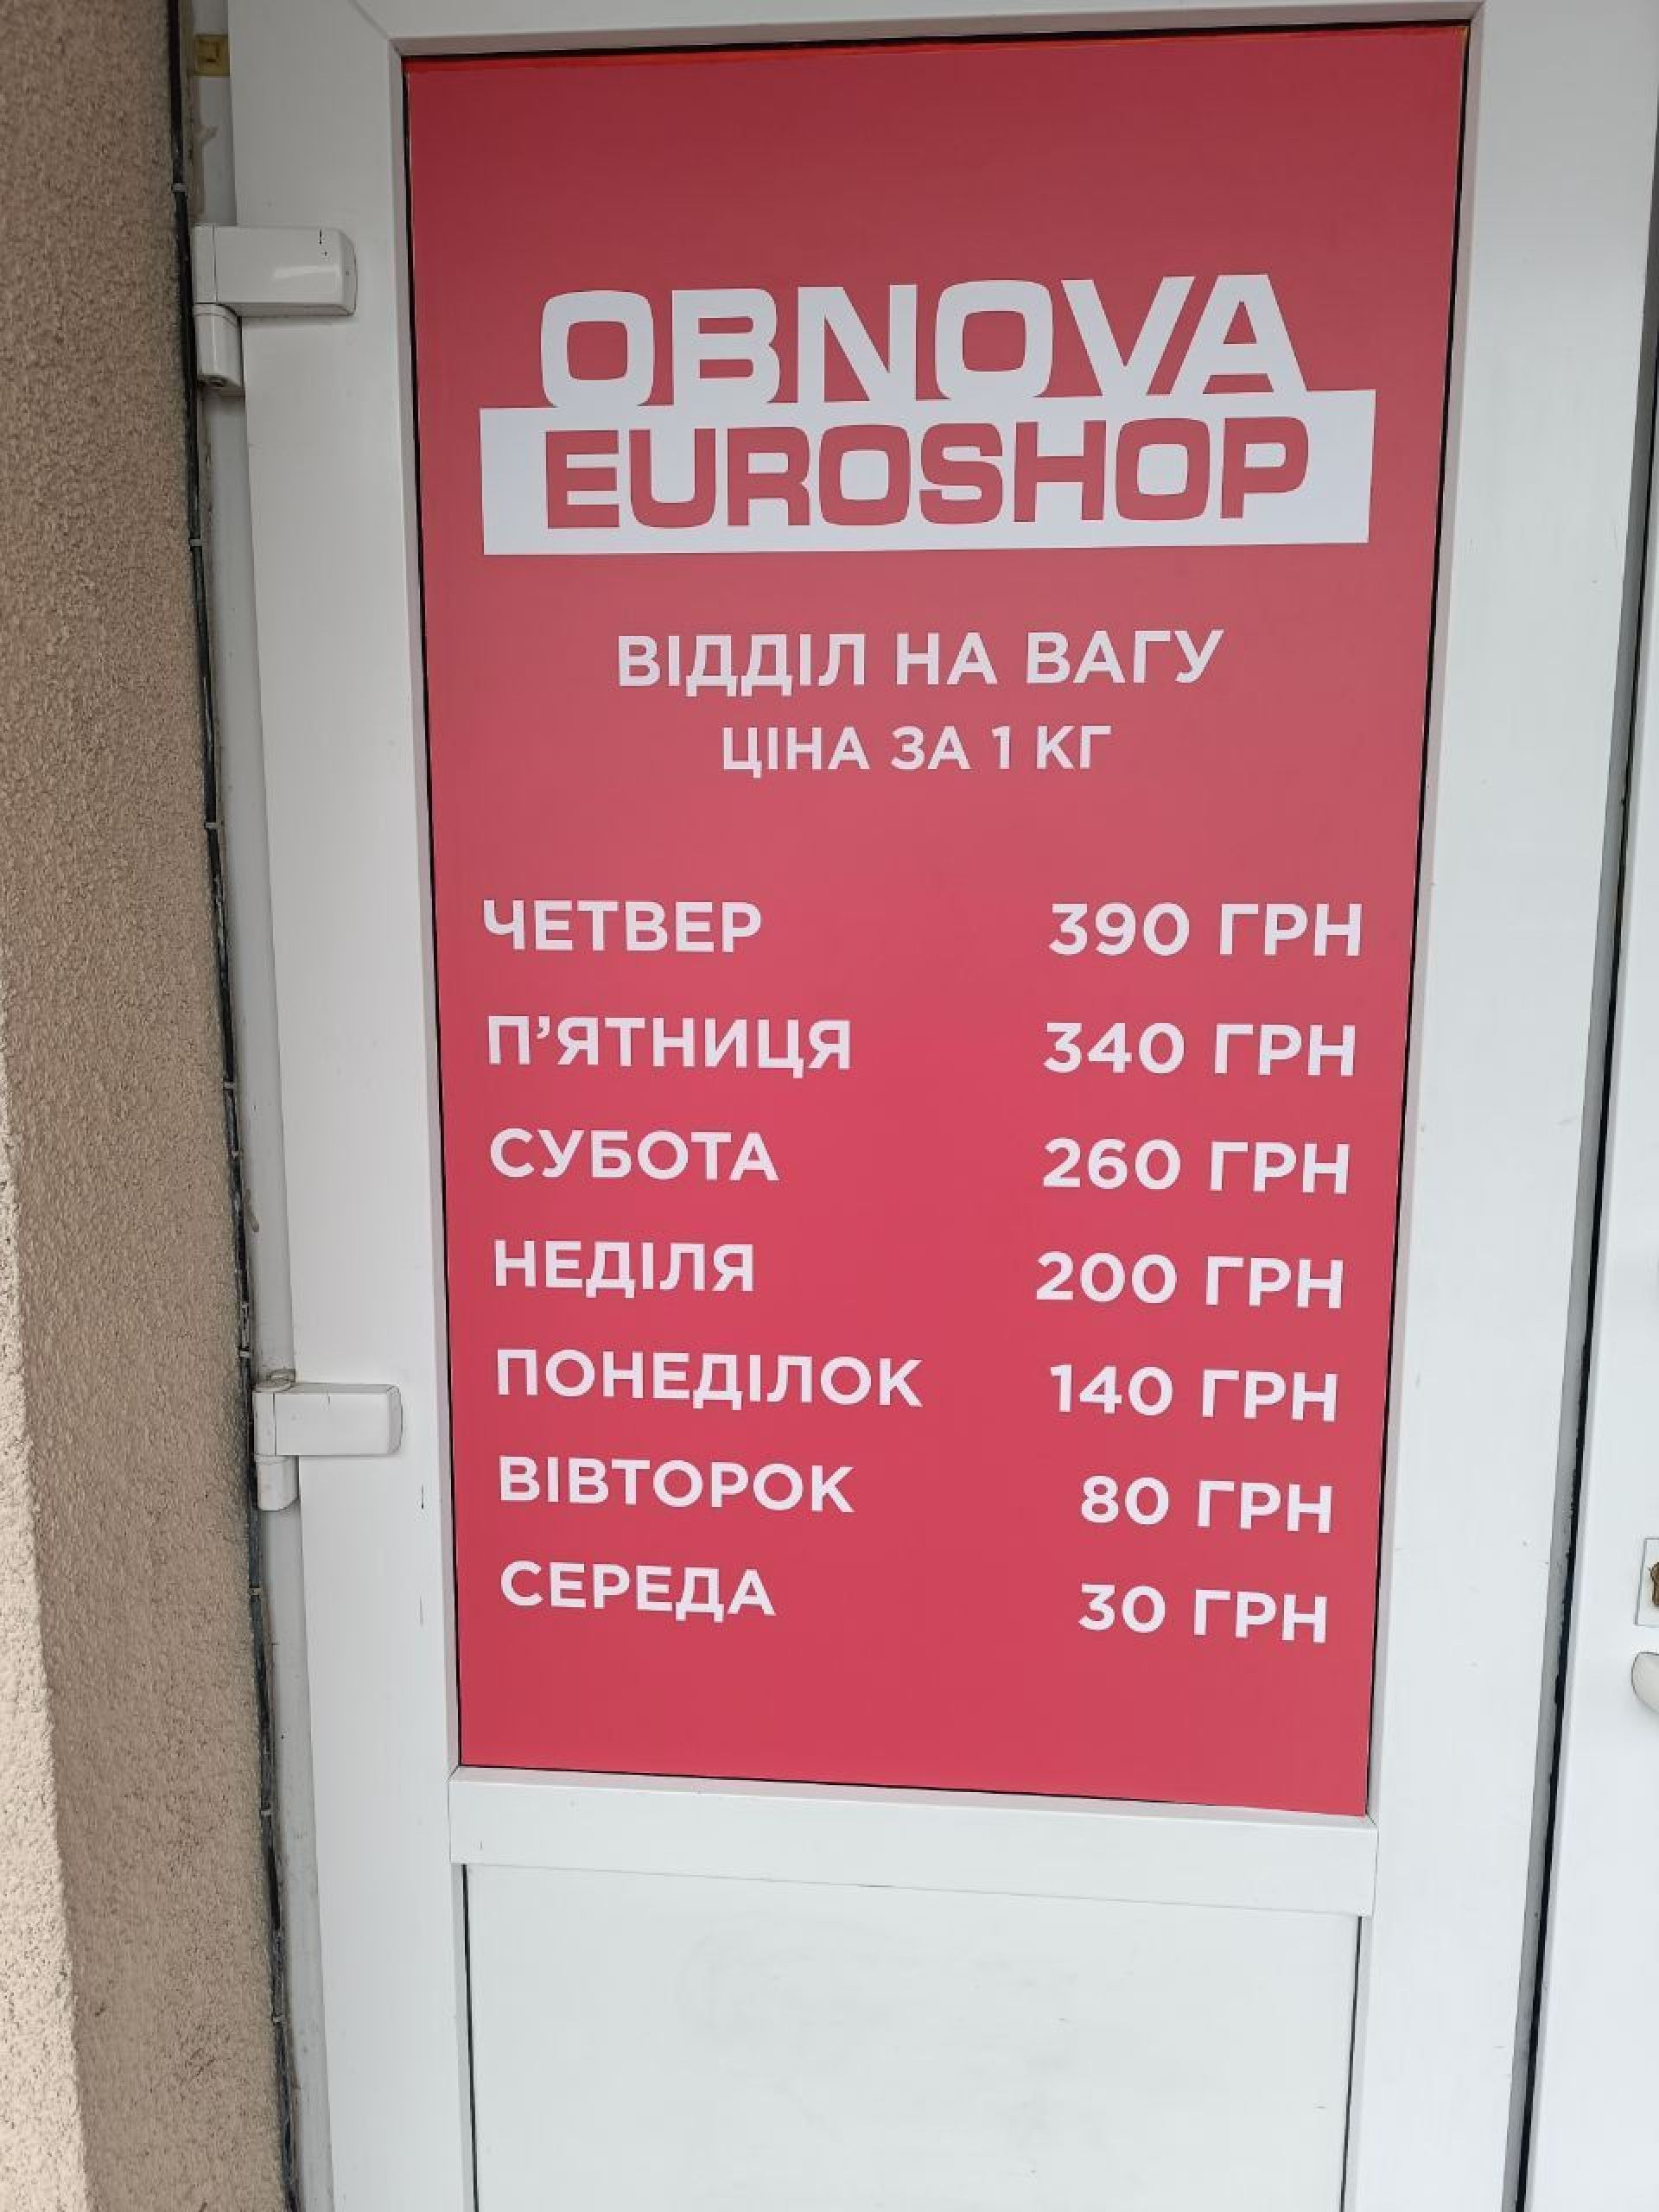 OBNOVA
EUROSHOP
ВІДДІЛ НА ВАГУ
ЦІНА ЗА 1 КГ
ЧЕТВЕР 390 ГРН
П’ЯТНИЦЯ 340 ГРН
СУБОТА 260 ГРН
НЕДІЛЯ 200 ГРН
ПОНЕДІЛОК 140 ГРН
ВІВТОРОК 80 ГРН
СЕРЕДА 30 ГРН